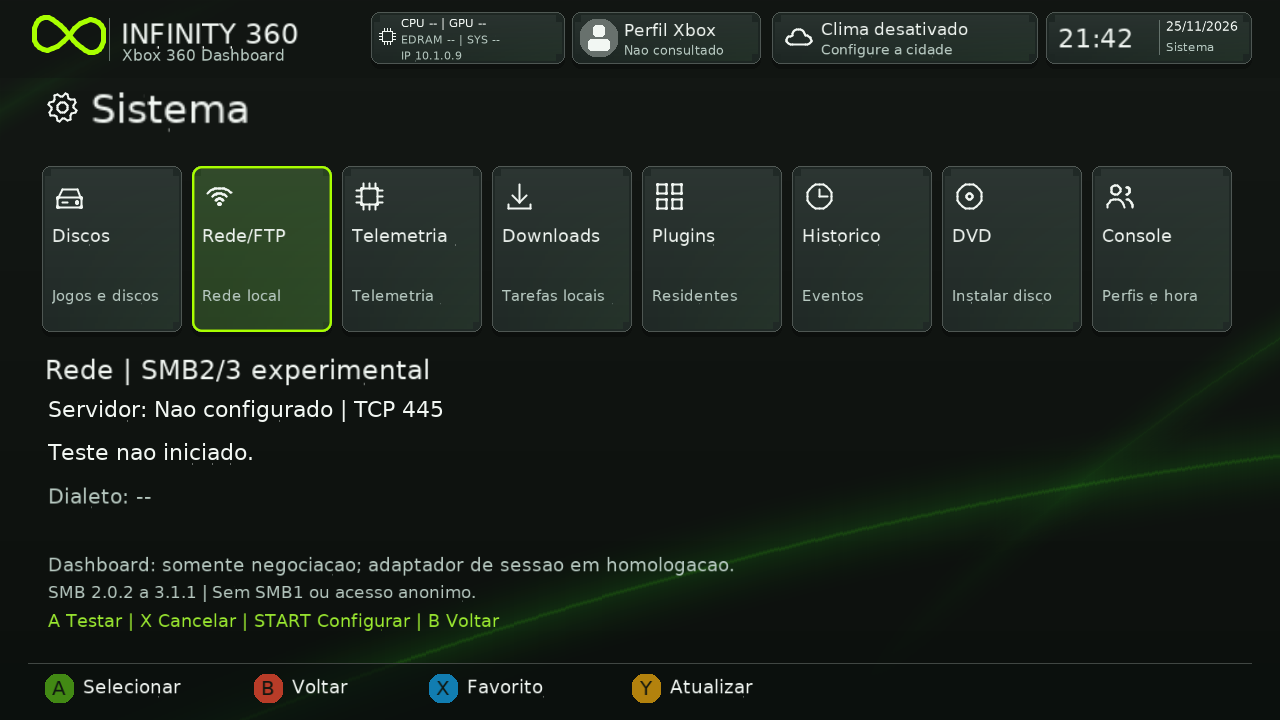 INFINITY 360
Xbox 360 Dashboard
CPU -- | GPU --
EDRAM -- | SYS --
IP 10.1.0.9
Perfil Xbox
Nao consultado
Clima desativado
Configure a cidade
21:42
25/11/2026
Sistema
Sistema
Discos
Jogos e discos
Rede/FTP
Rede local
Telemetria
Telemetria
Downloads
Tarefas locais
Plugins
Residentes
Historico
Eventos
DVD
Instalar disco
Console
Perfis e hora
Rede | SMB2/3 experimental
Servidor: Nao configurado | TCP 445
Teste nao iniciado.
Dialeto: --
Dashboard: somente negociacao; adaptador de sessao em homologacao.
SMB 2.0.2 a 3.1.1 | Sem SMB1 ou acesso anonimo.
A Testar | X Cancelar | START Configurar | B Voltar
A Selecionar
B Voltar
X Favorito
Y Atualizar